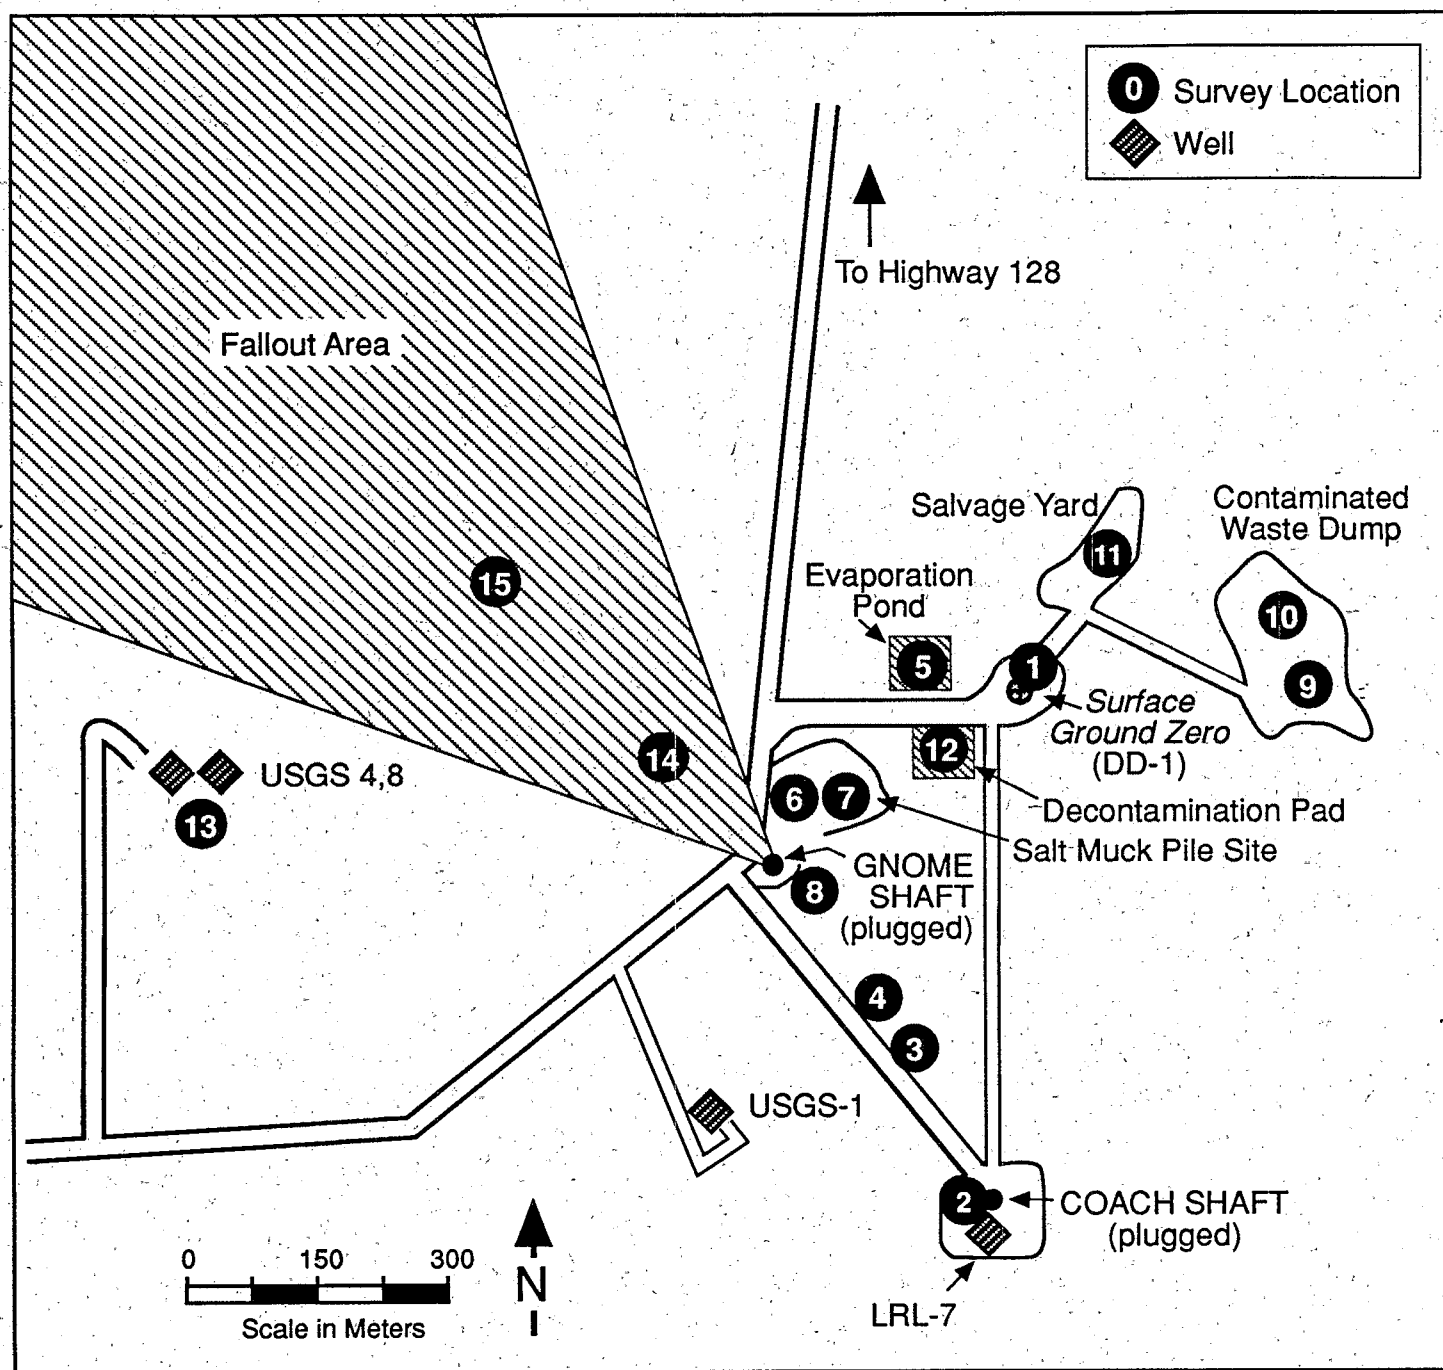 0 Survey Location
Well
To Highway 128
Fallout Area
Salvage Yard
Contaminated
Waste Dump
11
15
Evaporation
Pond
10
5
1
9
Surface
Ground Zero
(DD-1)
12
14
USGS 4,8
13
6
7
Decontamination Pad
Salt Muck Pile Site
GNOME
SHAFT
(plugged)
8
4
3
USGS-1
2
COACH SHAFT
(plugged)
0 150 300
Scale in Meters
N
LRL-7